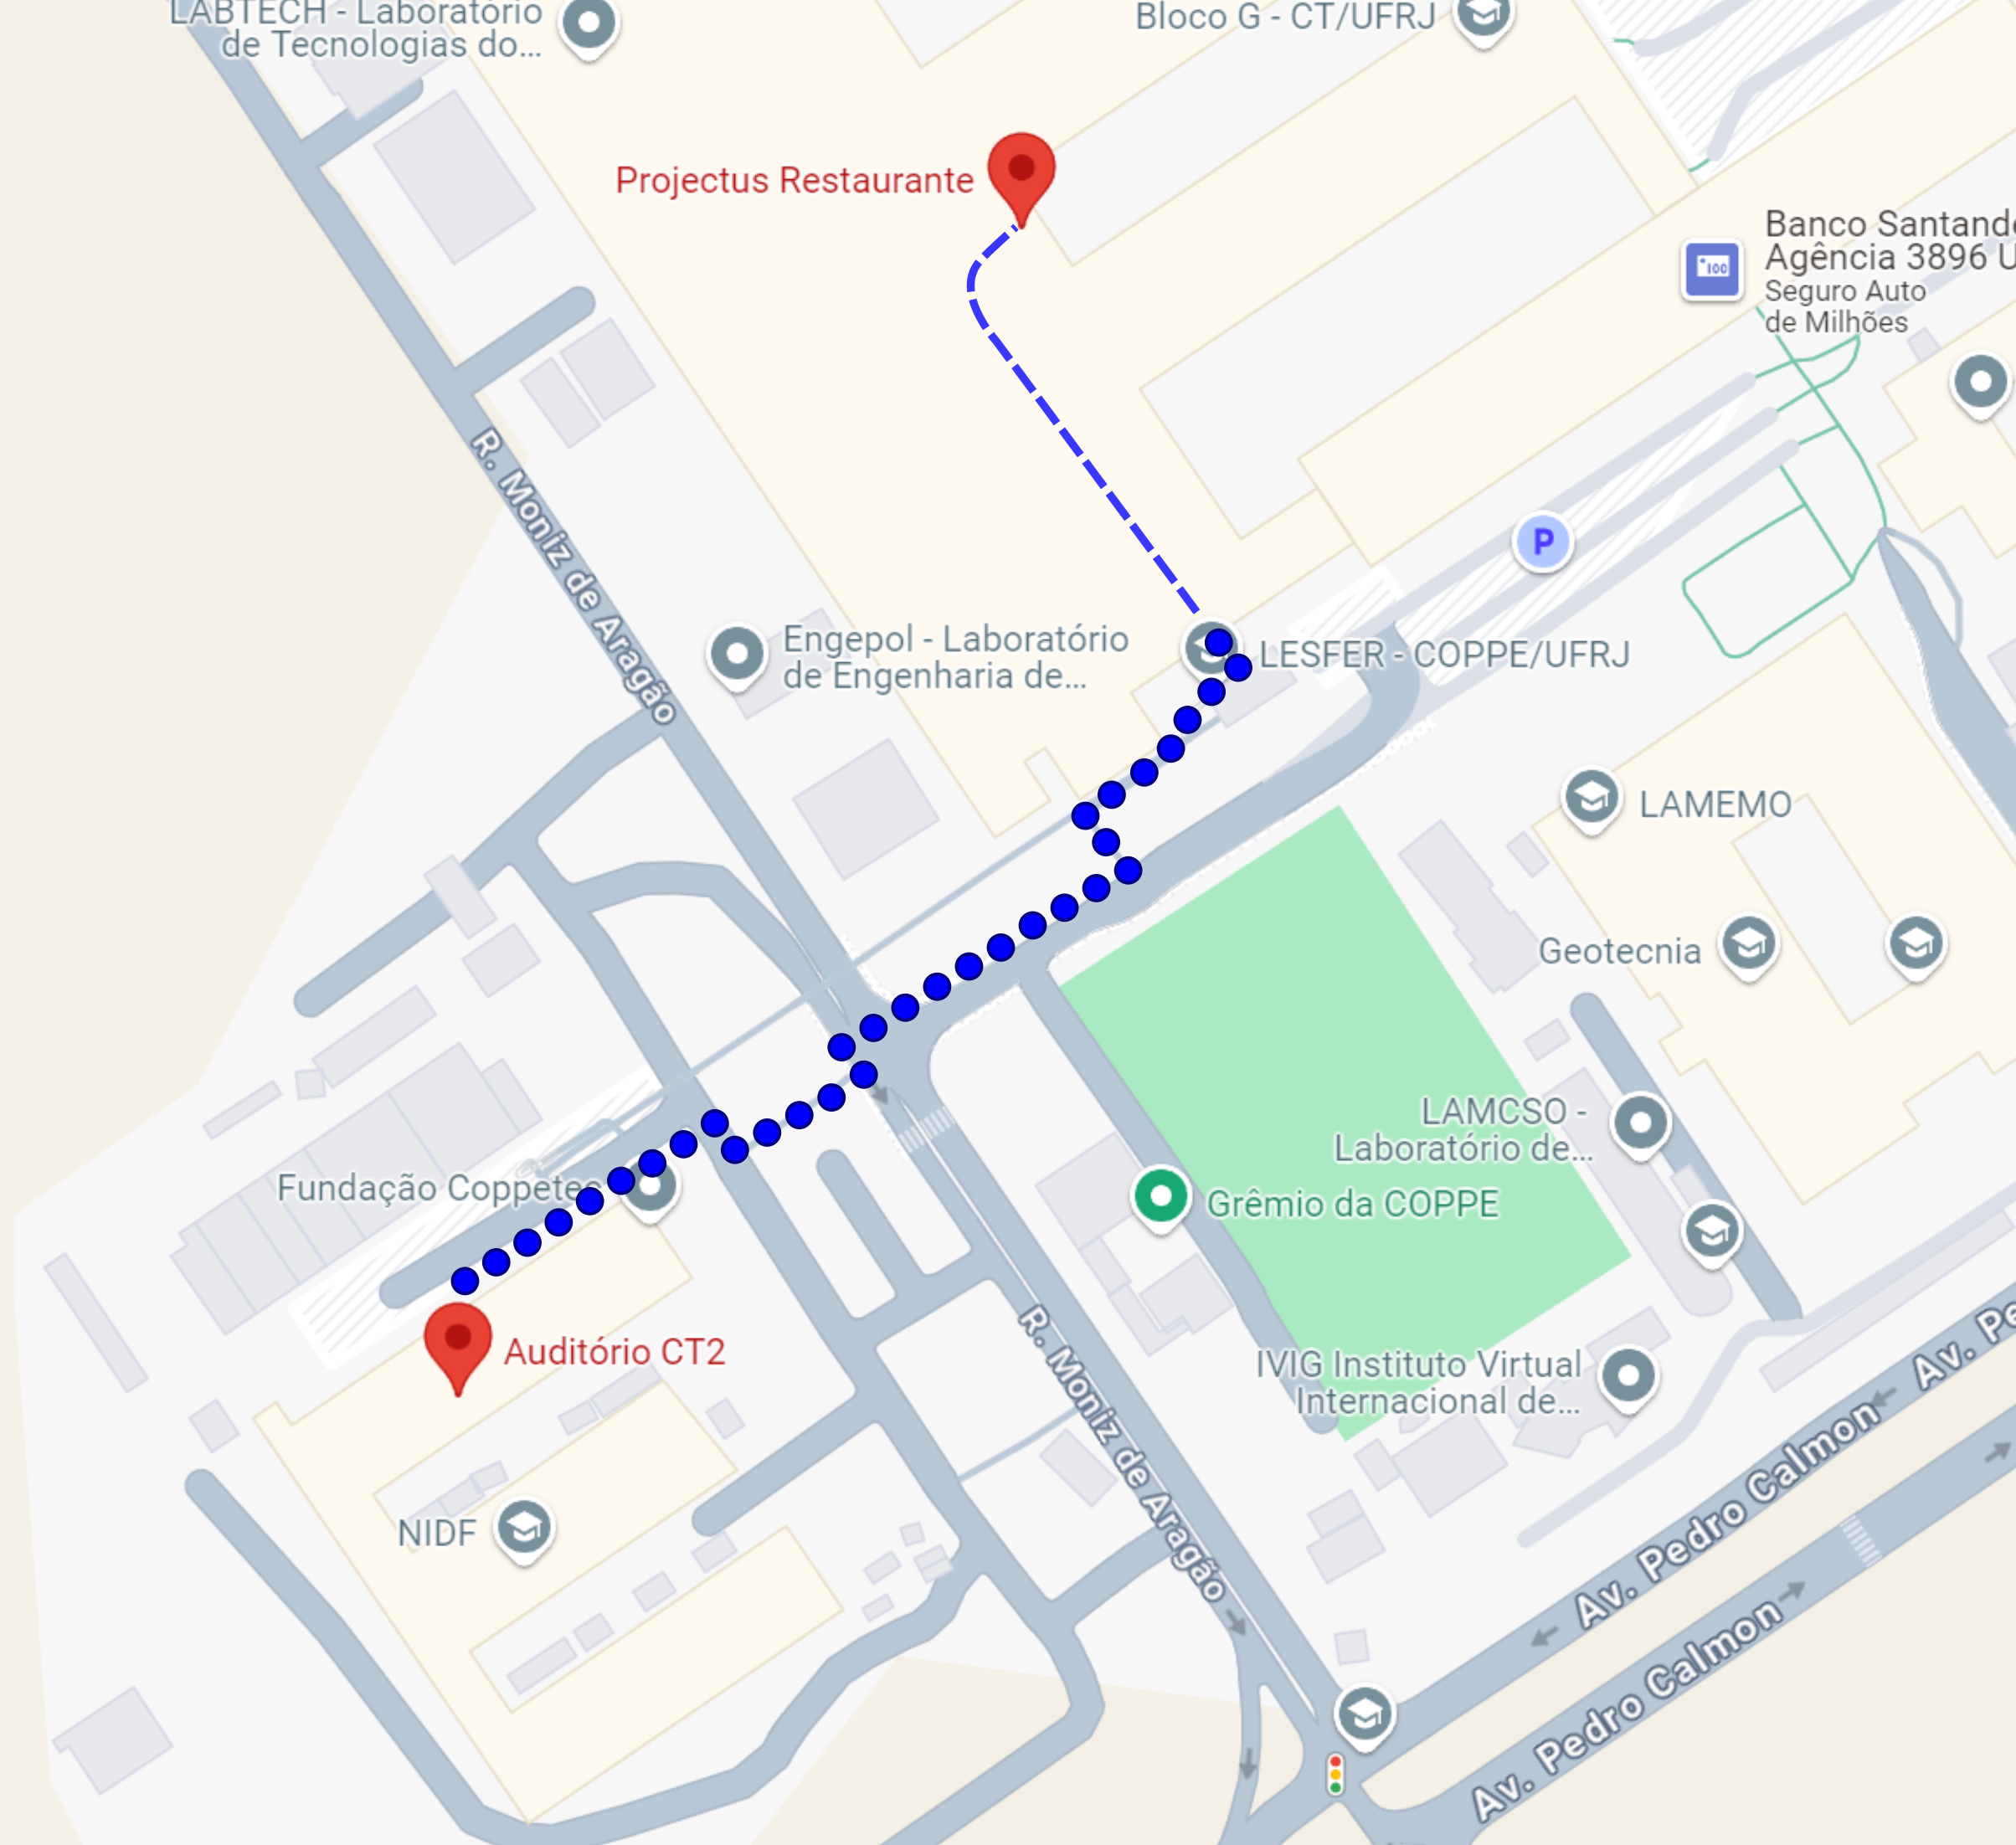 LABTECH - Laboratório
de Tecnologias do...
Bloco G - CT/UFRJ
Projectus Restaurante
Banco Santand
Agência 3896 U
Seguro Auto
de Milhões
100
R. Moniz de Aragão
P
Engepol - Laboratório
de Engenharia de...
LESFER - COPPE/UFRJ
LAMEMO
Geotecnia
LAMCSO -
Laboratório de...
Fundação Coppetec
Grêmio da COPPE
Auditório CT2
R. Moniz de Aragão
IVIG Instituto Virtual
Internacional de...
Av. Pe
Av. Pedro Calmon
NIDF
Av. Pedro Calmon